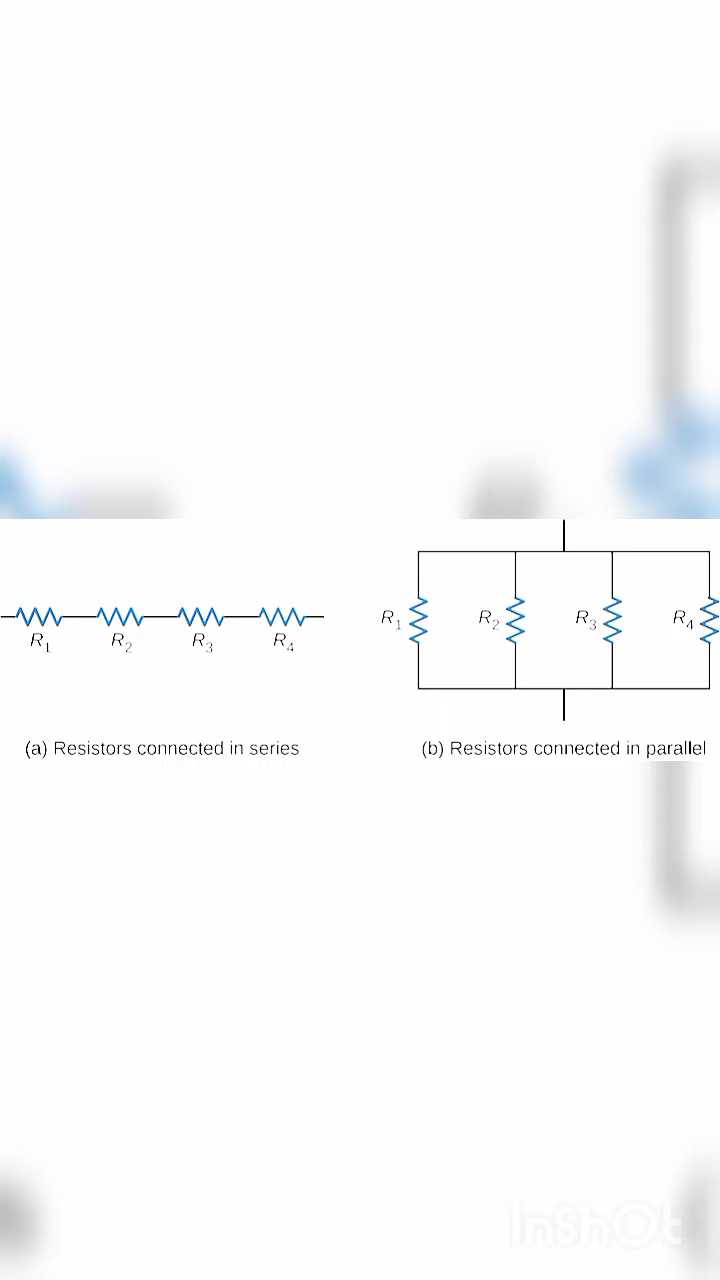 R1 R2 R3 R4
(a) Resistors connected in series
R1 R2 R3 R4
(b) Resistors connected in parallel
InShOt